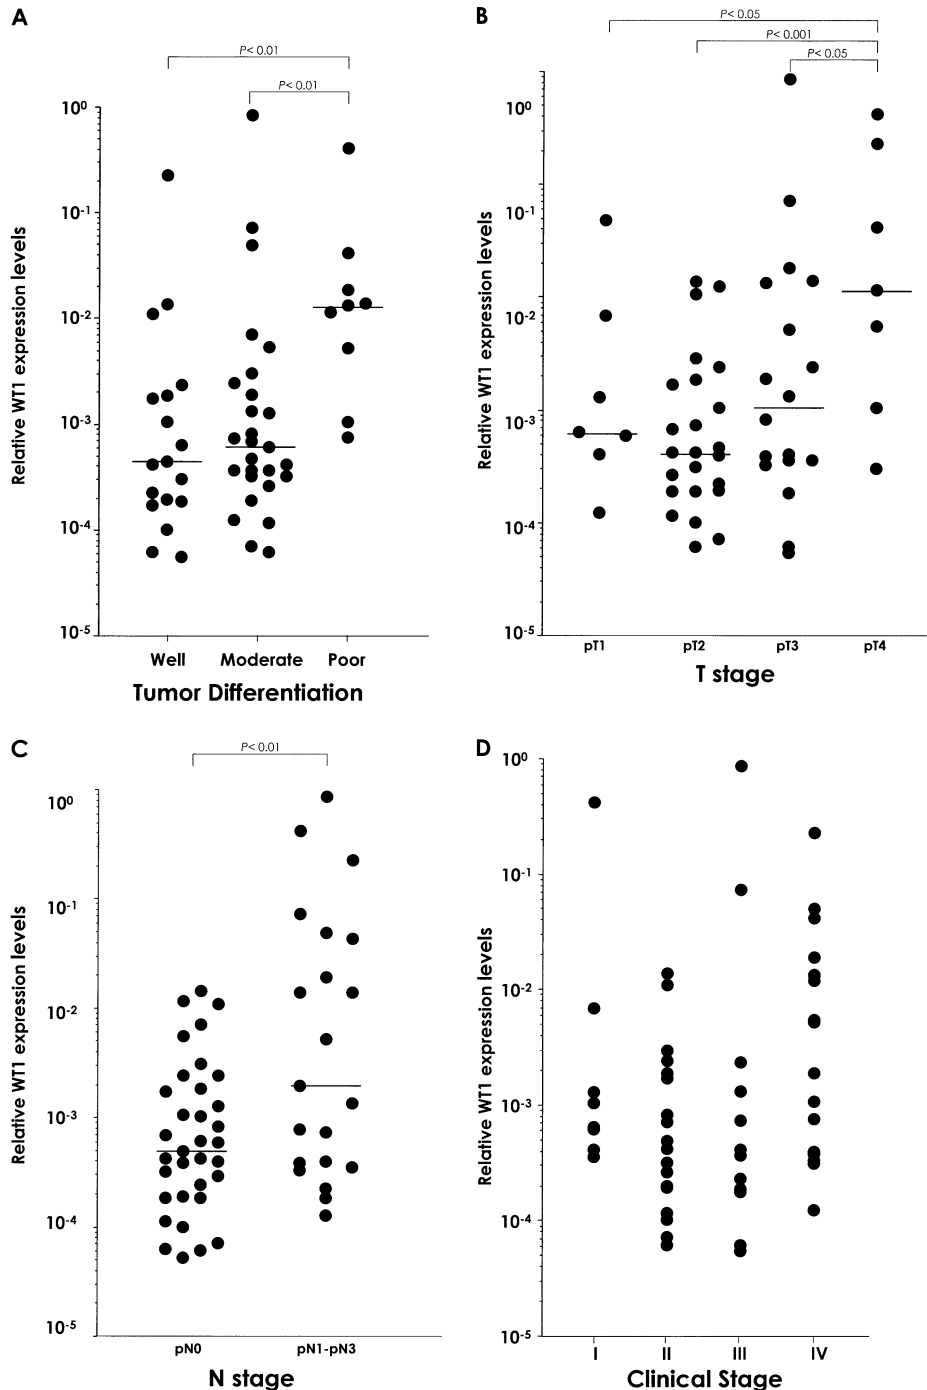 A
P< 0.01
P< 0.01
Relative WT1 expression levels
10⁰
10⁻¹
10⁻²
10⁻³
10⁻⁴
10⁻⁵
Well Moderate Poor
Tumor Differentiation
B
P< 0.05
P< 0.001
P< 0.05
Relative WT1 expression levels
10⁰
10⁻¹
10⁻²
10⁻³
10⁻⁴
10⁻⁵
pT1 pT2 pT3 pT4
T stage
C
P< 0.01
Relative WT1 expression levels
10⁰
10⁻¹
10⁻²
10⁻³
10⁻⁴
10⁻⁵
pN0 pN1-pN3
N stage
D
Relative WT1 expression levels
10⁰
10⁻¹
10⁻²
10⁻³
10⁻⁴
10⁻⁵
I II III IV
Clinical Stage